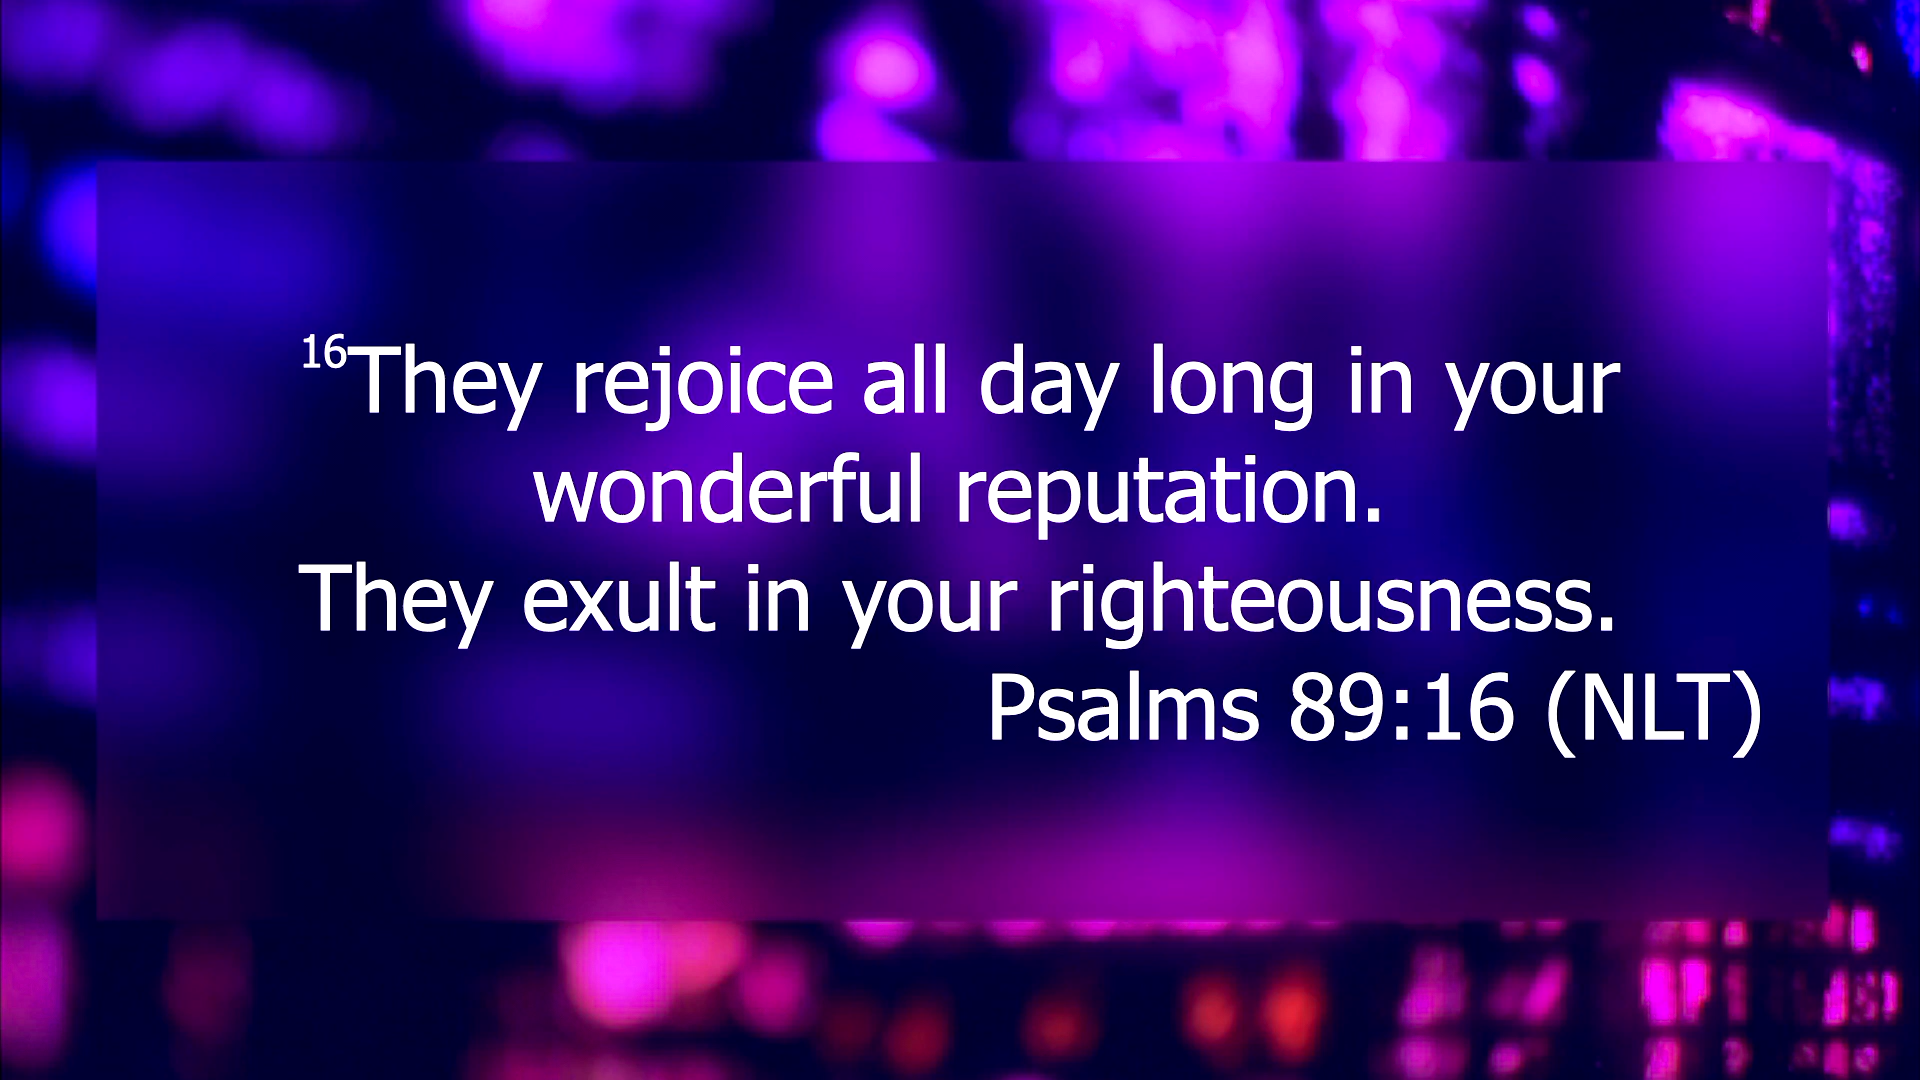 16They rejoice all day long in your
wonderful reputation.
They exult in your righteousness.
Psalms 89:16 (NLT)